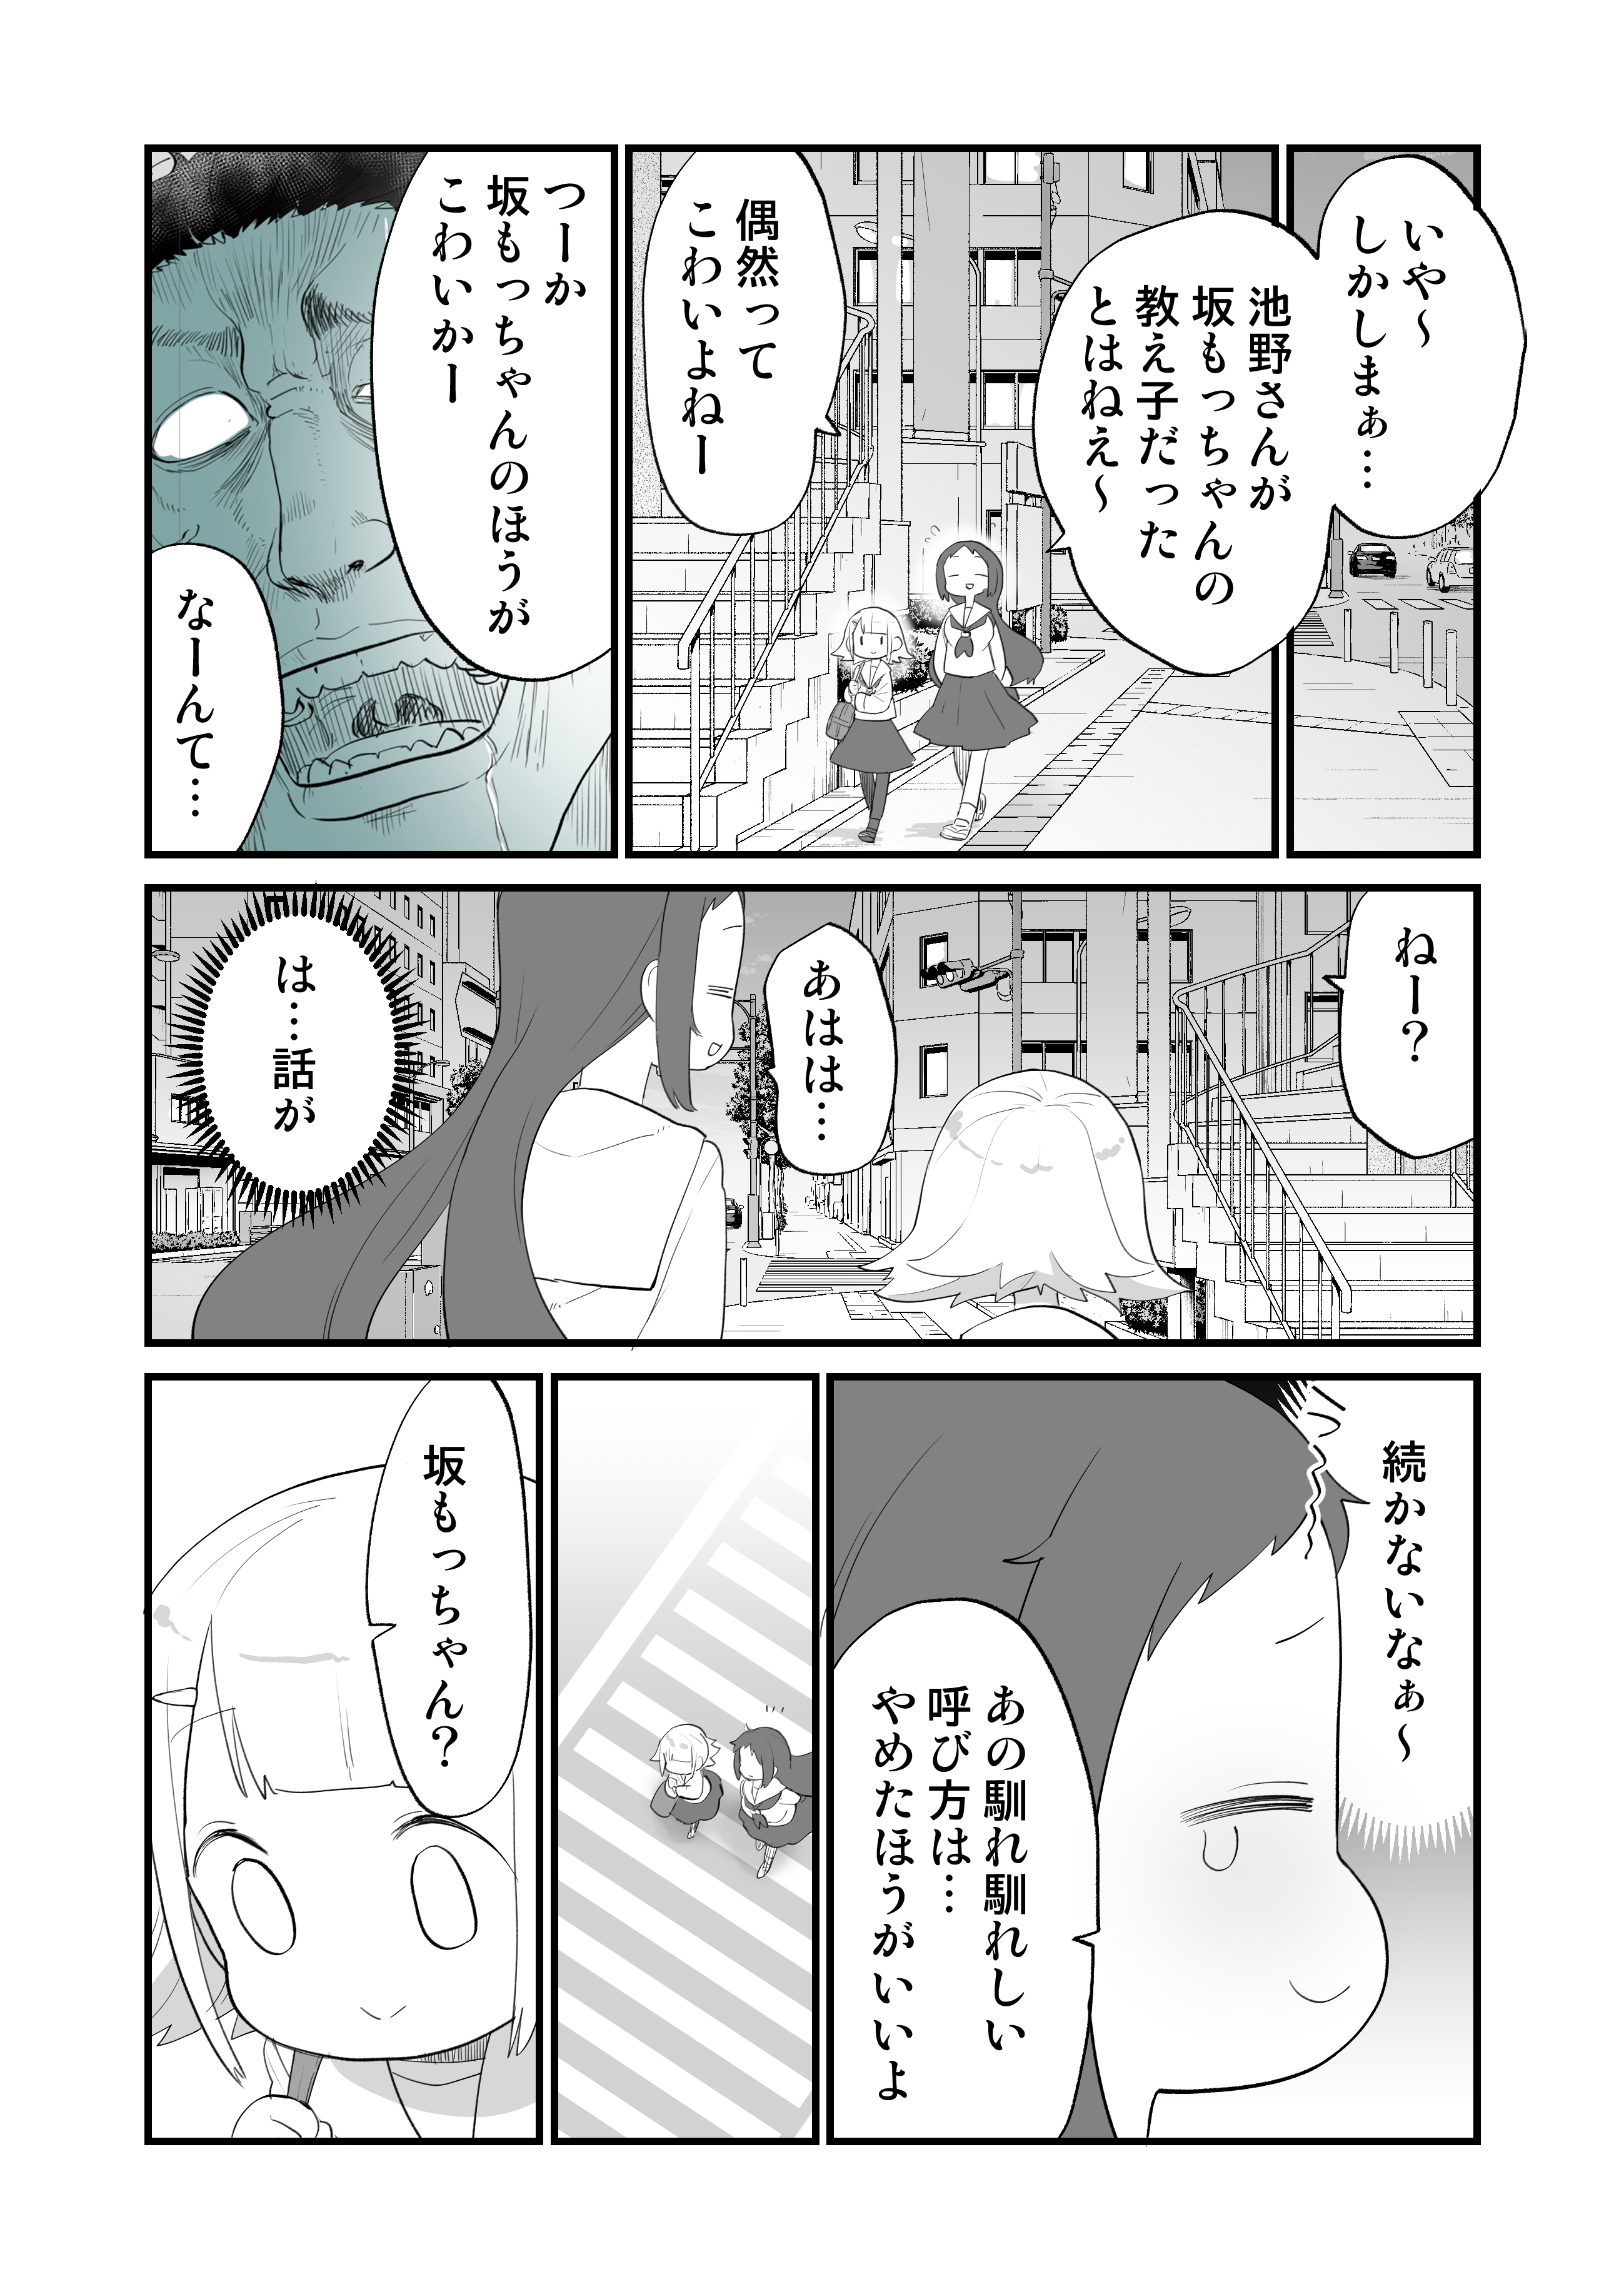 いや〜
しかしまぁ…
池野さんが
坂もっちゃんの
教え子だった
とはねえ〜
偶然って
こわいよねー
つーか
坂もっちゃんのほうが
こわいかー
なーんて…
ねー?
あはは…
は…話が
続かないなぁ〜
あの馴れ馴れしい
呼び方は…
やめたほうがいいよ
坂もっちゃん?